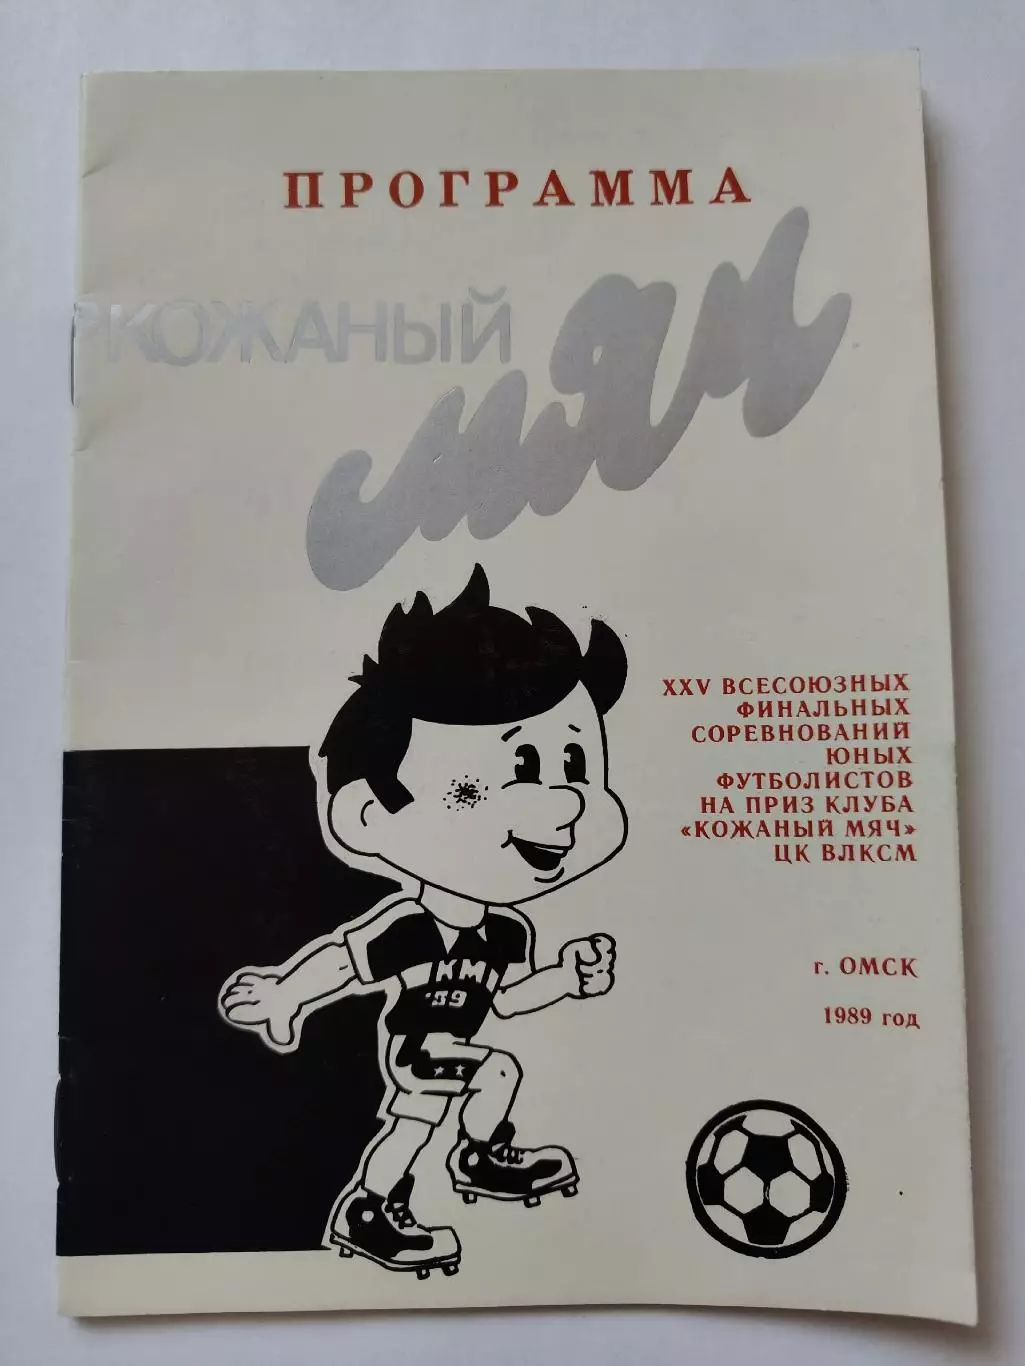 ПРОГРАММА
КОЖАНЫЙ
мяч
XXV ВСЕСОЮЗНЫХ
ФИНАЛЬНЫХ
СОРЕВНОВАНИЙ
ЮНЫХ
ФУТБОЛИСТОВ
НА ПРИЗ КЛУБА
«КОЖАНЫЙ МЯЧ»
ЦК ВЛКСМ
КМ
'89
г. ОМСК
1989 год